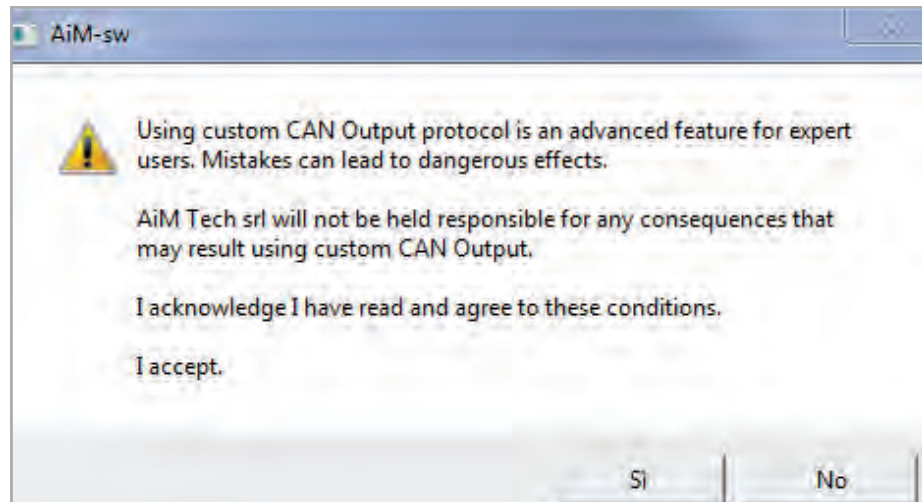 AiM-sw
Using custom CAN Output protocol is an advanced feature for expert
users. Mistakes can lead to dangerous effects.
AiM Tech srl will not be held responsible for any consequences that
may result using custom CAN Output.
I acknowledge I have read and agree to these conditions.
I accept.
Sì
No